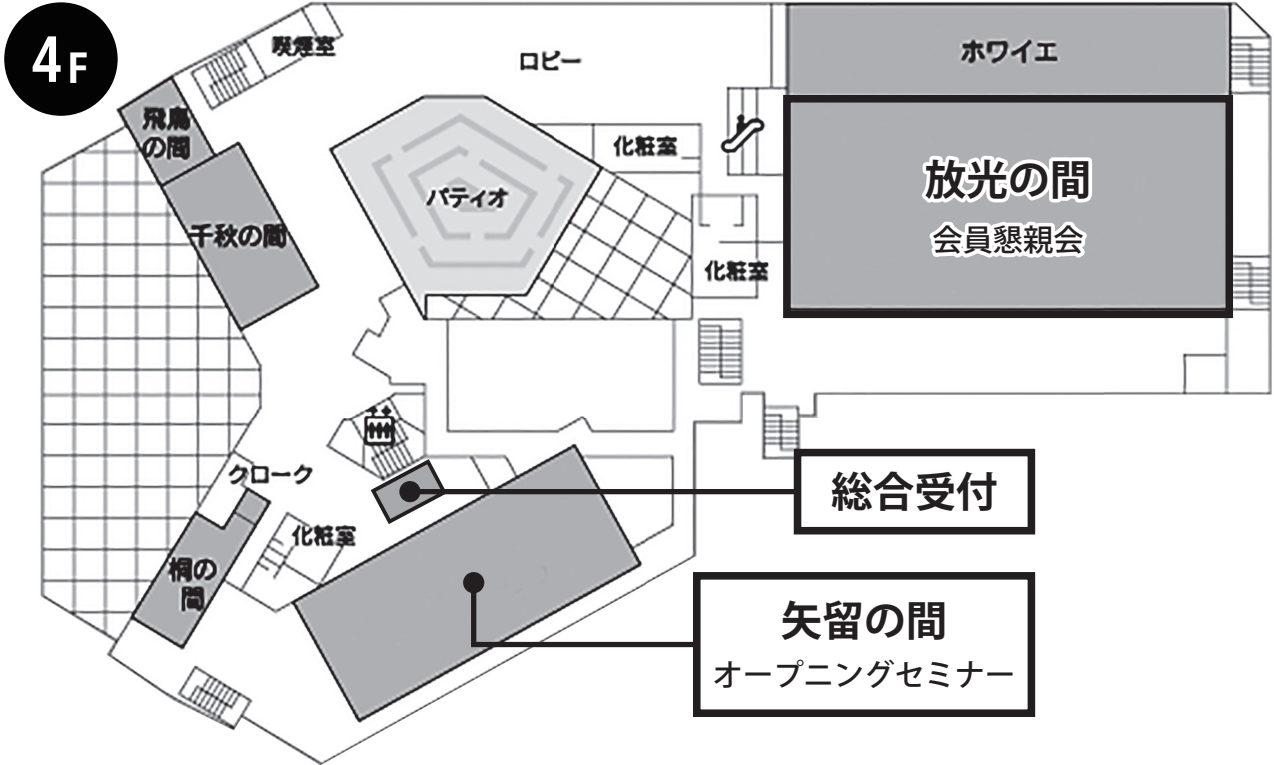 4F
喫煙室
ロビー
ホワイエ
飛鳥
の間
化粧室
放光の間
会員懇親会
パティオ
千秋の間
化粧室
クローク
総合受付
化粧室
桐の
間
矢留の間
オープニングセミナー